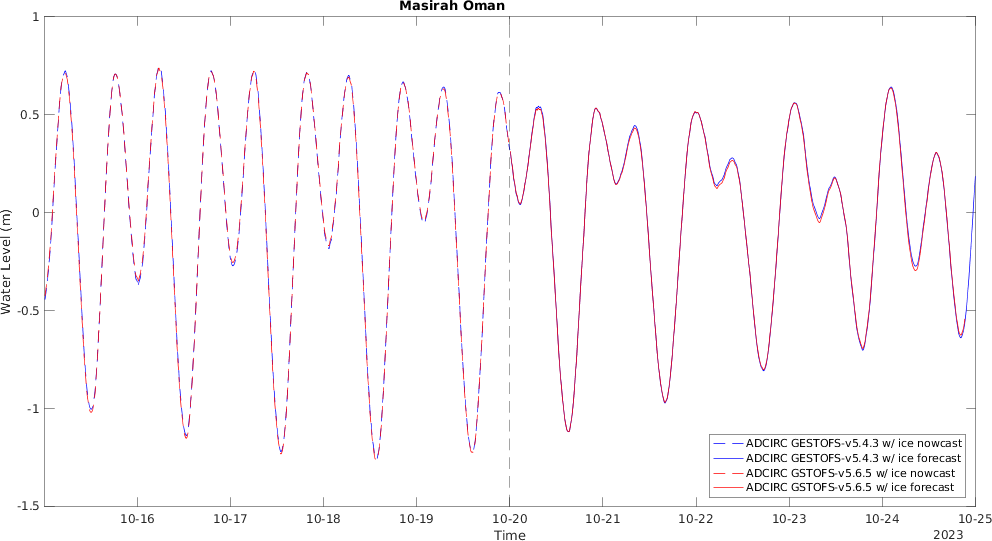 Masirah Oman
1
0.5
0
-0.5
-1
-1.5
Water Level (m)
10-16 10-17 10-18 10-19 10-20 10-21 10-22 10-23 10-24 10-25
Time
2023
ADCIRC GESTOFS-v5.4.3 w/ ice nowcast
ADCIRC GESTOFS-v5.4.3 w/ ice forecast
ADCIRC GSTOFS-v5.6.5 w/ ice nowcast
ADCIRC GSTOFS-v5.6.5 w/ ice forecast